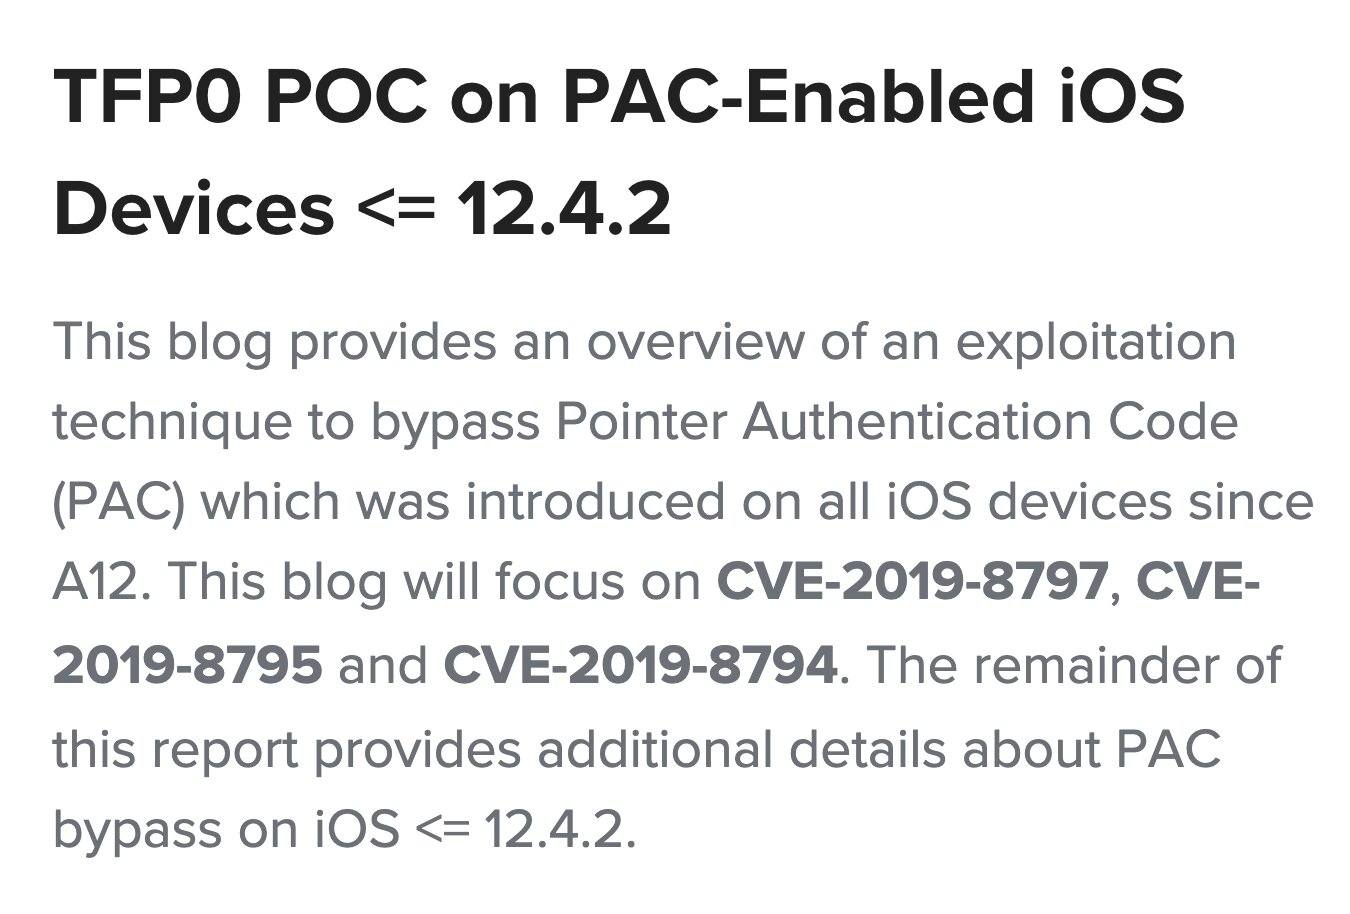 TFP0 POC on PAC-Enabled iOS
Devices <= 12.4.2
This blog provides an overview of an exploitation
technique to bypass Pointer Authentication Code
(PAC) which was introduced on all iOS devices since
A12. This blog will focus on CVE-2019-8797, CVE-
2019-8795 and CVE-2019-8794. The remainder of
this report provides additional details about PAC
bypass on iOS <= 12.4.2.